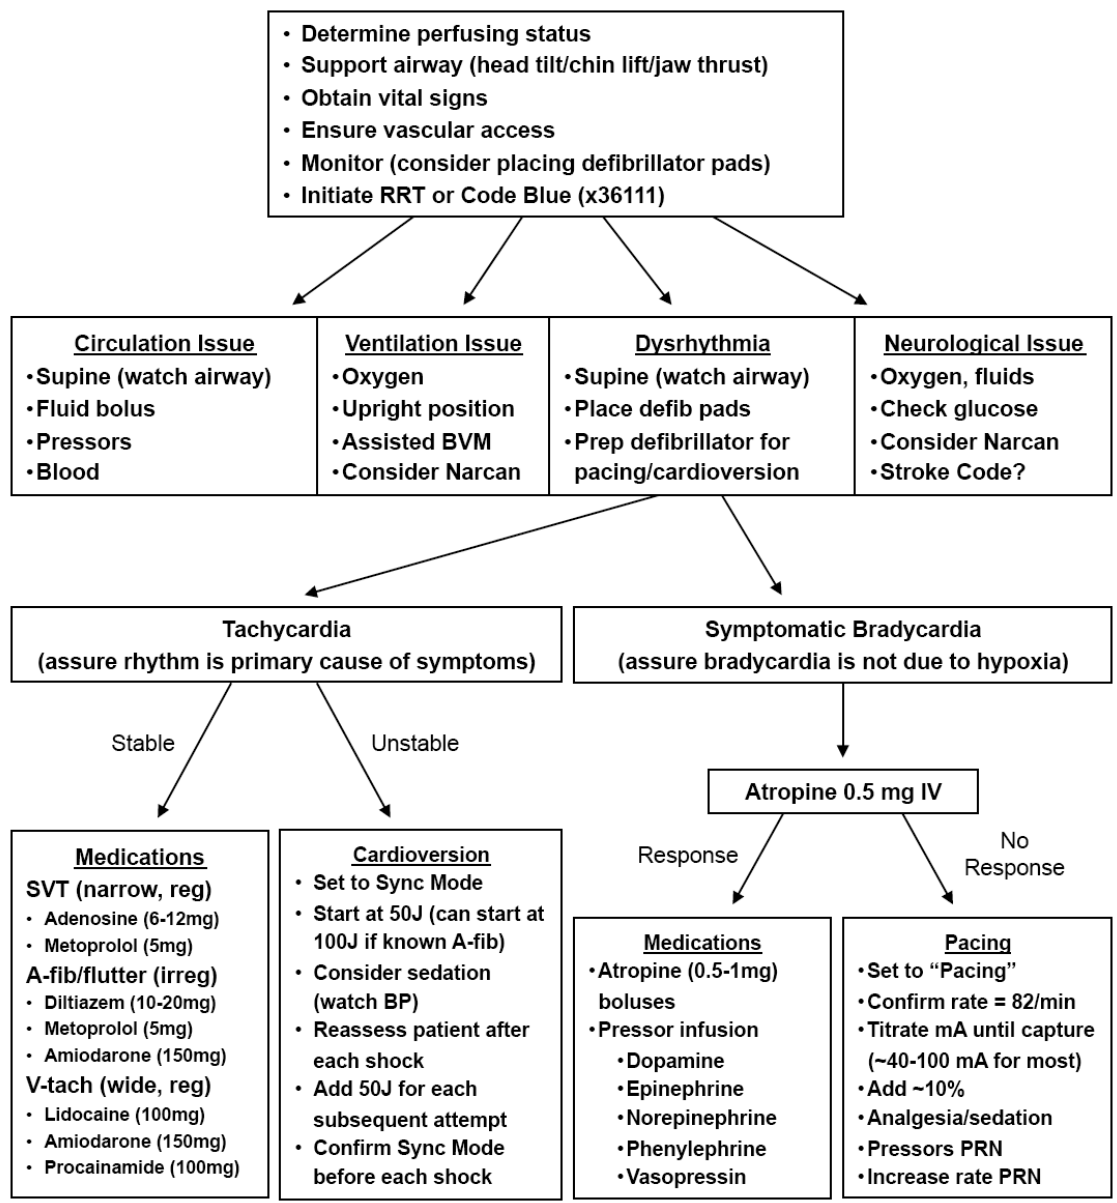 • Determine perfusing status
• Support airway (head tilt/chin lift/jaw thrust)
• Obtain vital signs
• Ensure vascular access
• Monitor (consider placing defibrillator pads)
• Initiate RRT or Code Blue (x36111)
Circulation Issue
•Supine (watch airway)
•Fluid bolus
•Pressors
•Blood
Ventilation Issue
•Oxygen
•Upright position
•Assisted BVM
•Consider Narcan
Dysrhythmia
•Supine (watch airway)
•Place defib pads
•Prep defibrillator for
pacing/cardioversion
Neurological Issue
•Oxygen, fluids
•Check glucose
•Consider Narcan
•Stroke Code?
Tachycardia
(assure rhythm is primary cause of symptoms)
Symptomatic Bradycardia
(assure bradycardia is not due to hypoxia)
Stable
Unstable
Atropine 0.5 mg IV
Response
No
Response
Medications
SVT (narrow, reg)
• Adenosine (6-12mg)
• Metoprolol (5mg)
A-fib/flutter (irreg)
• Diltiazem (10-20mg)
• Metoprolol (5mg)
• Amiodarone (150mg)
V-tach (wide, reg)
• Lidocaine (100mg)
• Amiodarone (150mg)
• Procainamide (100mg)
Cardioversion
• Set to Sync Mode
• Start at 50J (can start at
100J if known A-fib)
• Consider sedation
(watch BP)
• Reassess patient after
each shock
• Add 50J for each
subsequent attempt
• Confirm Sync Mode
before each shock
Medications
•Atropine (0.5-1mg)
boluses
•Pressor infusion
•Dopamine
•Epinephrine
•Norepinephrine
•Phenylephrine
•Vasopressin
Pacing
•Set to “Pacing”
•Confirm rate = 82/min
•Titrate mA until capture
(~40-100 mA for most)
•Add ~10%
•Analgesia/sedation
•Pressors PRN
•Increase rate PRN